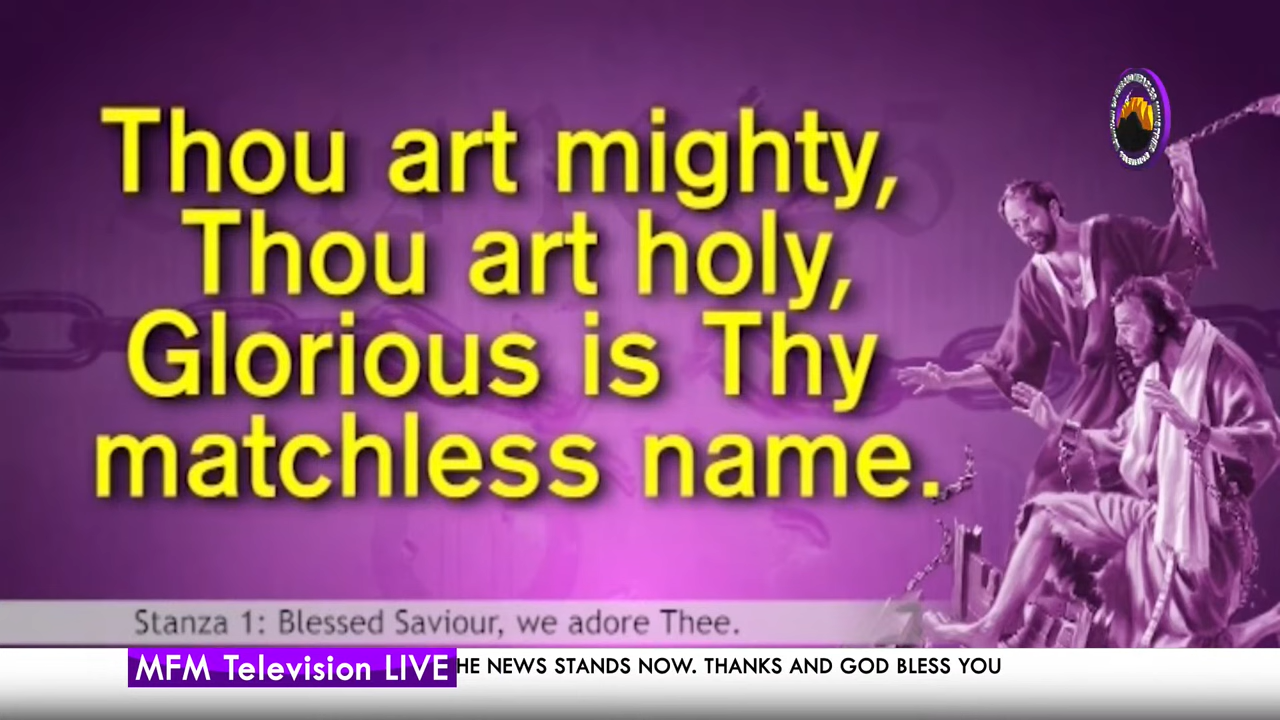 Thou art mighty,
Thou art holy,
Glorious is Thy
matchless name.
Stanza 1: Blessed Saviour, we adore Thee.
MFM Television LIVE
HE NEWS STANDS NOW. THANKS AND GOD BLESS YOU